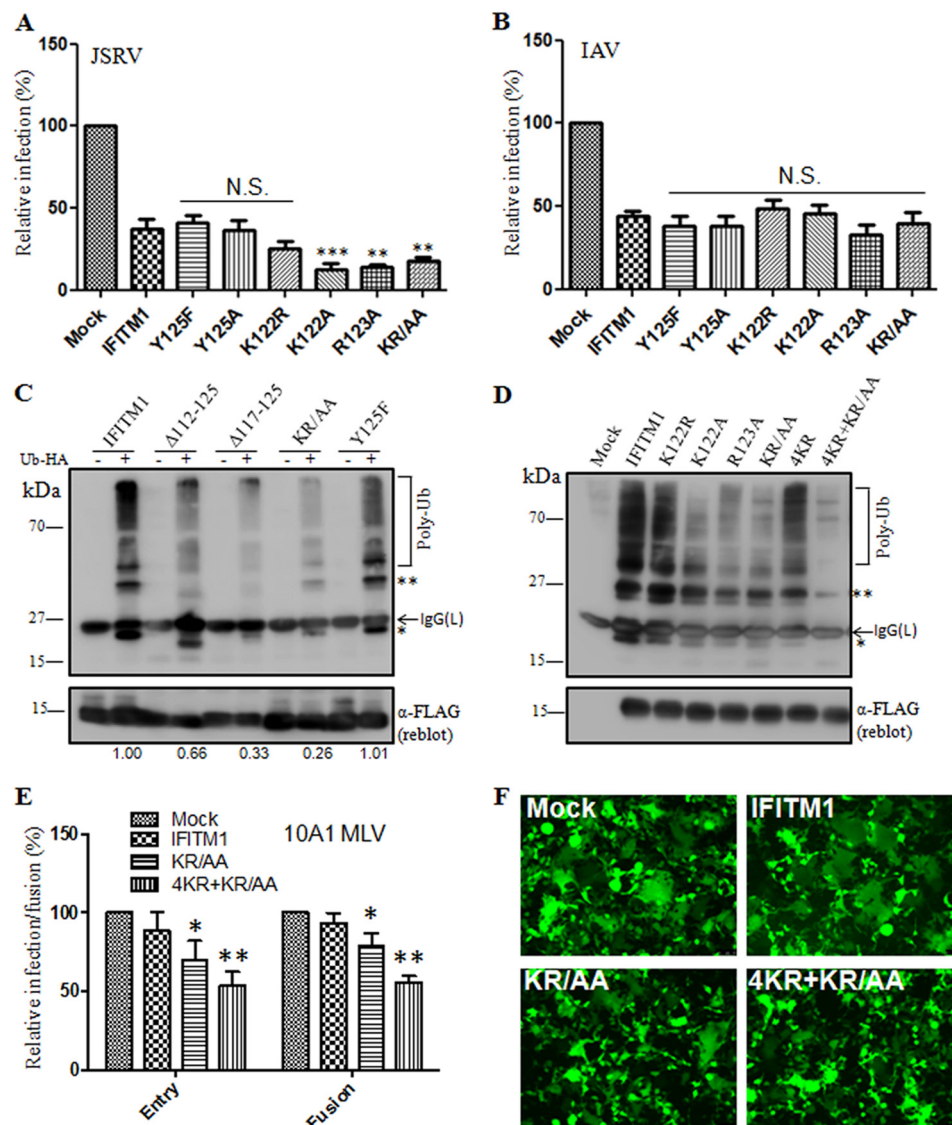 A
JSRV
Relative infection (%)
150
100
50
0
N.S.
***
**
**
Mock
IFITM1
Y125F
Y125A
K122R
K122A
R123A
KR/AA
B
IAV
Relative infection (%)
150
100
50
0
N.S.
Mock
IFITM1
Y125F
Y125A
K122R
K122A
R123A
KR/AA
C
IFITM1
Δ112-125
Δ117-125
KR/AA
Y125F
Ub-HA - + - + - + - + - +
kDa
70
27
15
Poly-Ub
**
IgG(L)
*
15
α-FLAG
(reblot)
1.00 0.66 0.33 0.26 1.01
D
Mock
IFITM1
K122R
K122A
R123A
KR/AA
4KR
4KR+KR/AA
kDa
70
27
15
Poly-Ub
**
IgG(L)
*
15
α-FLAG
(reblot)
E
Relative infection/fusion (%)
150
100
50
0
Mock
IFITM1
KR/AA
4KR+KR/AA
10A1 MLV
*
**
*
**
Entry
Fusion
F
Mock
IFITM1
KR/AA
4KR+KR/AA